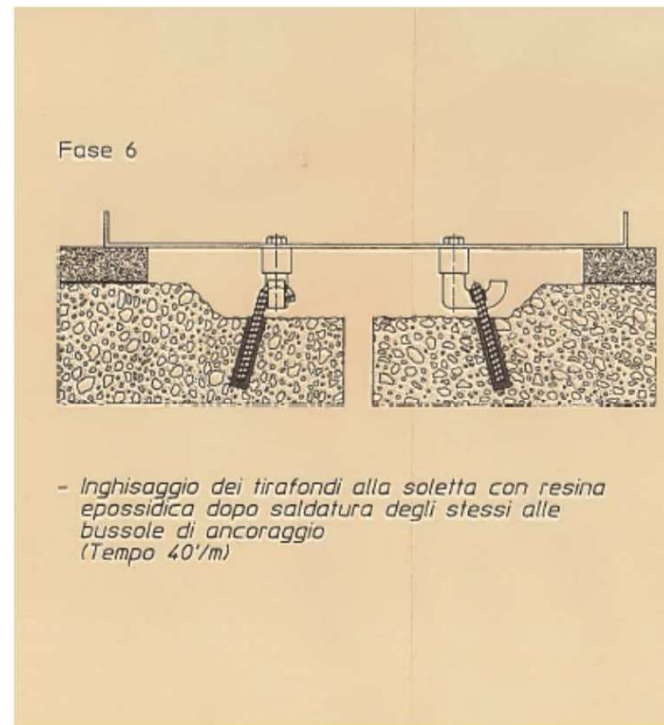 Fase 6
- Inghisaggio dei tirafondi alla soletta con resina
epossidica dopo saldatura degli stessi alle
bussole di ancoraggio
(Tempo 40'/m)